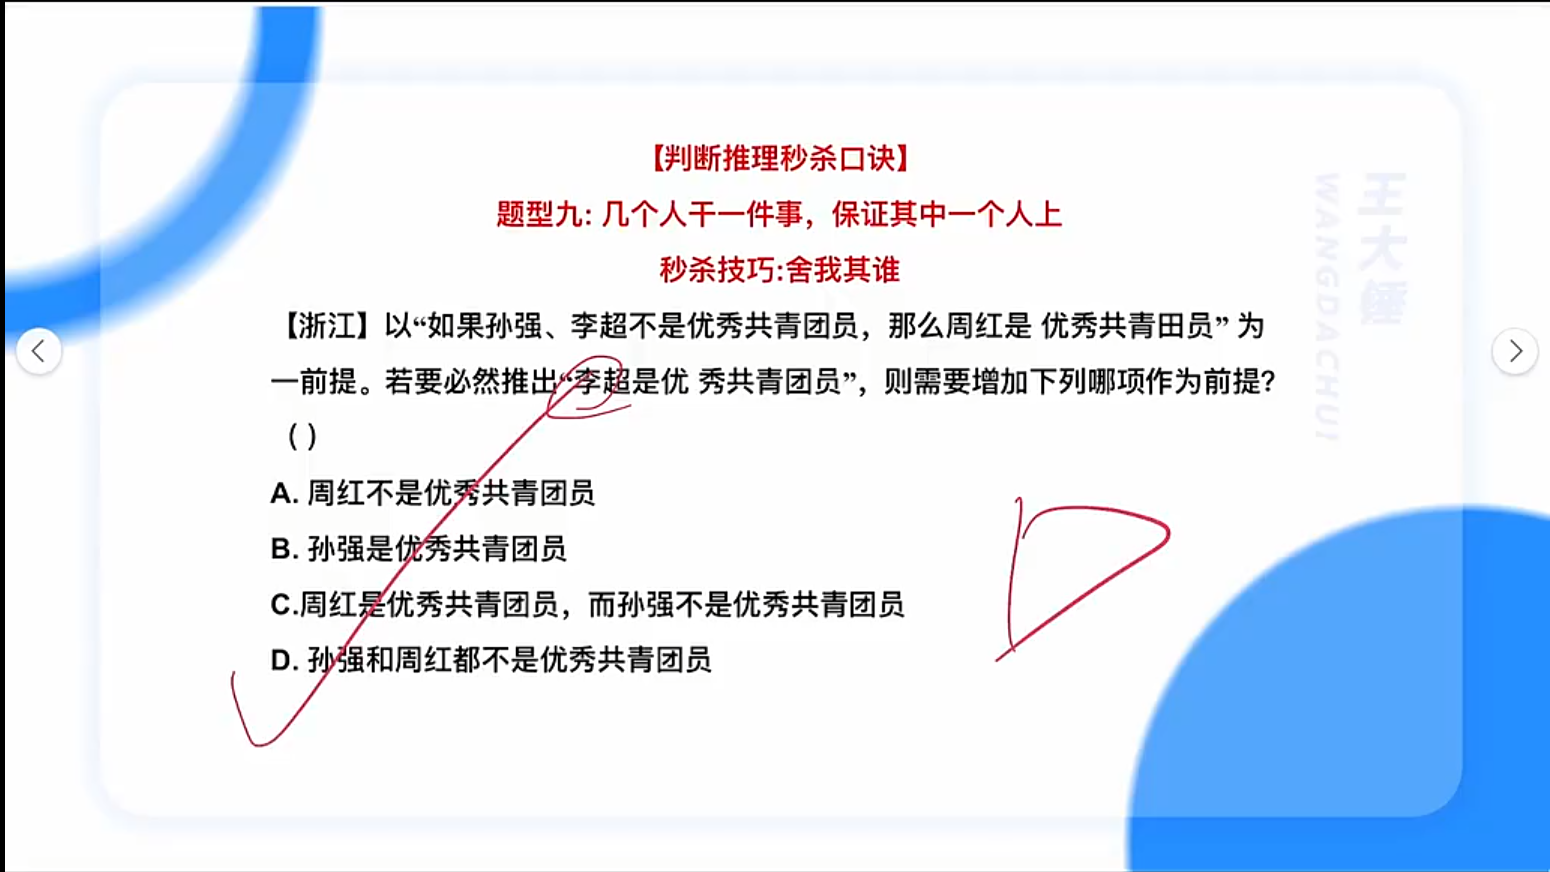 【判断推理秒杀口诀】
题型九: 几个人干一件事，保证其中一个人上
秒杀技巧:舍我其谁
【浙江】以“如果孙强、李超不是优秀共青团员，那么周红是 优秀共青田员” 为
一前提。若要必然推出“李超是优 秀共青团员”，则需要增加下列哪项作为前提?
( )
A. 周红不是优秀共青团员
B. 孙强是优秀共青团员
C.周红是优秀共青团员，而孙强不是优秀共青团员
D. 孙强和周红都不是优秀共青团员
王大锤
WANGDACHUI